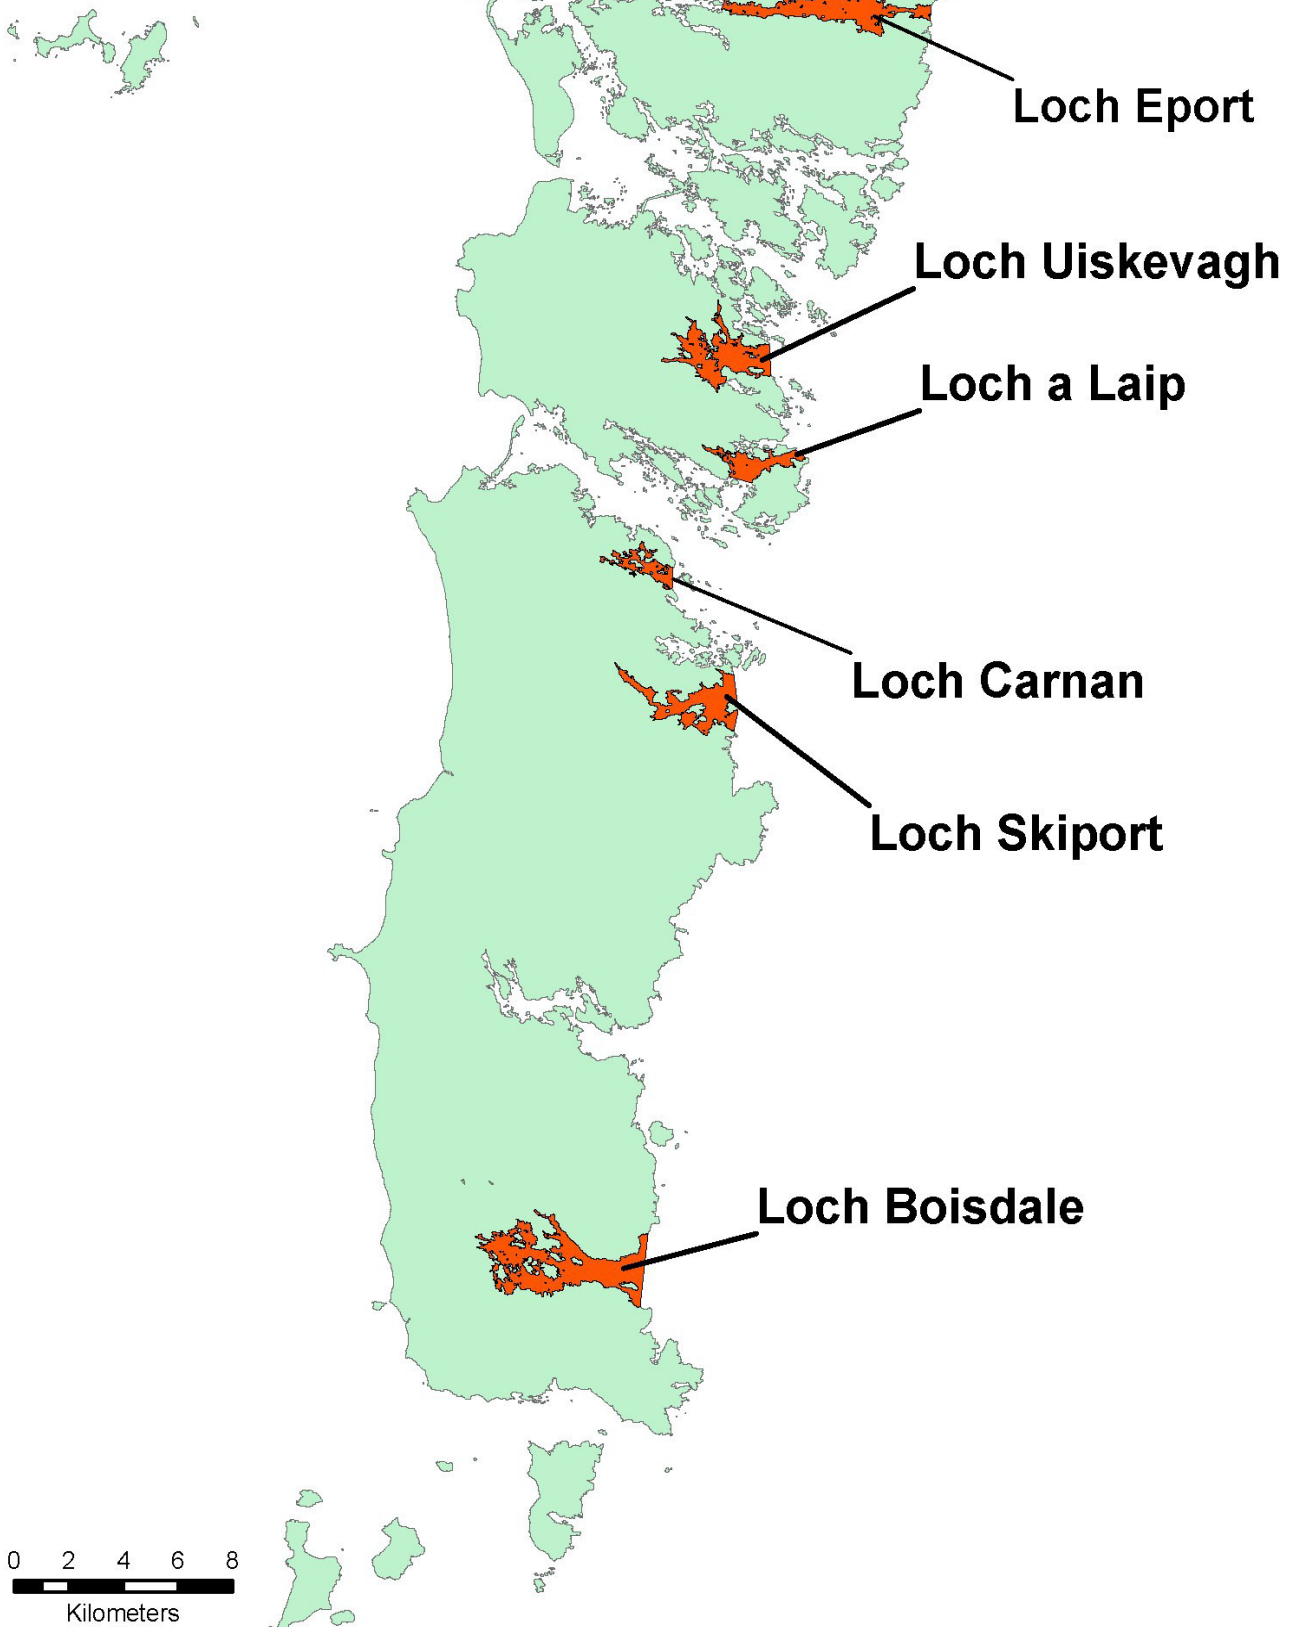 Loch Eport
Loch Uiskevagh
Loch a Laip
Loch Carnan
Loch Skiport
Loch Boisdale
0 2 4 6 8
Kilometers